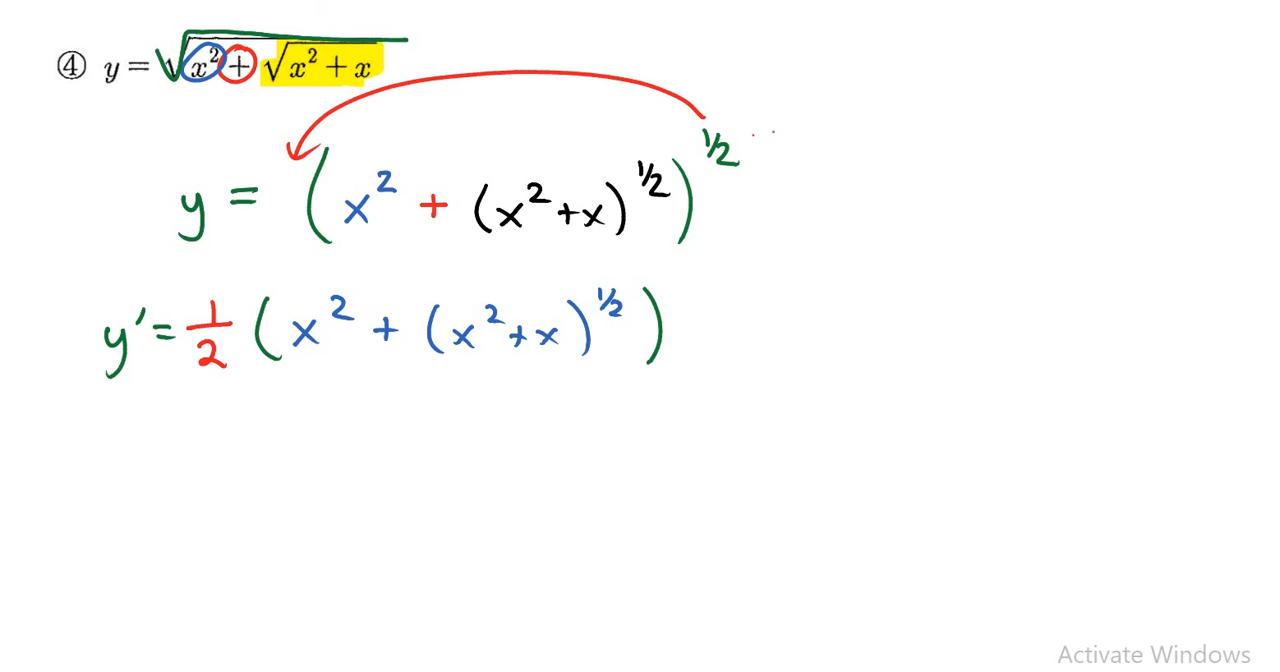 ④ y = √(x² + √(x² + x))
y = (x² + (x²+x)^½)^½
y' = 1/2 (x² + (x²+x)^½)
Activate Windows